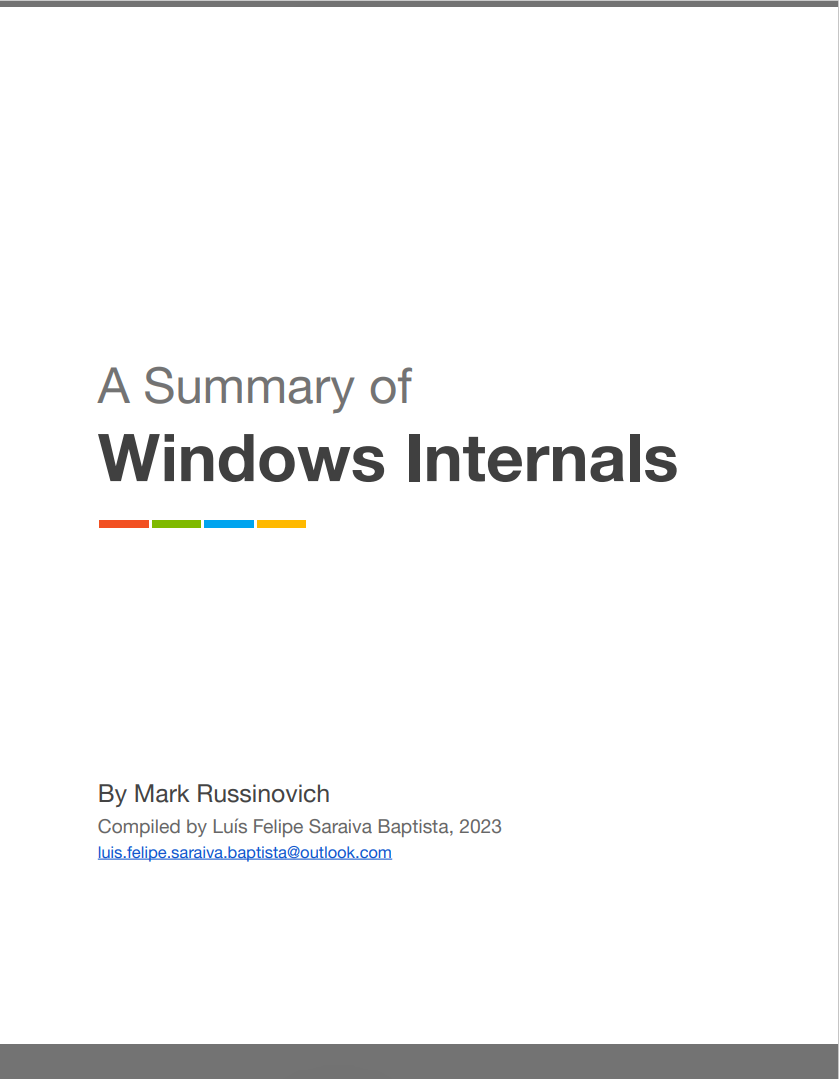 A Summary of
Windows Internals
By Mark Russinovich
Compiled by Luís Felipe Saraiva Baptista, 2023
luis.felipe.saraiva.baptista@outlook.com